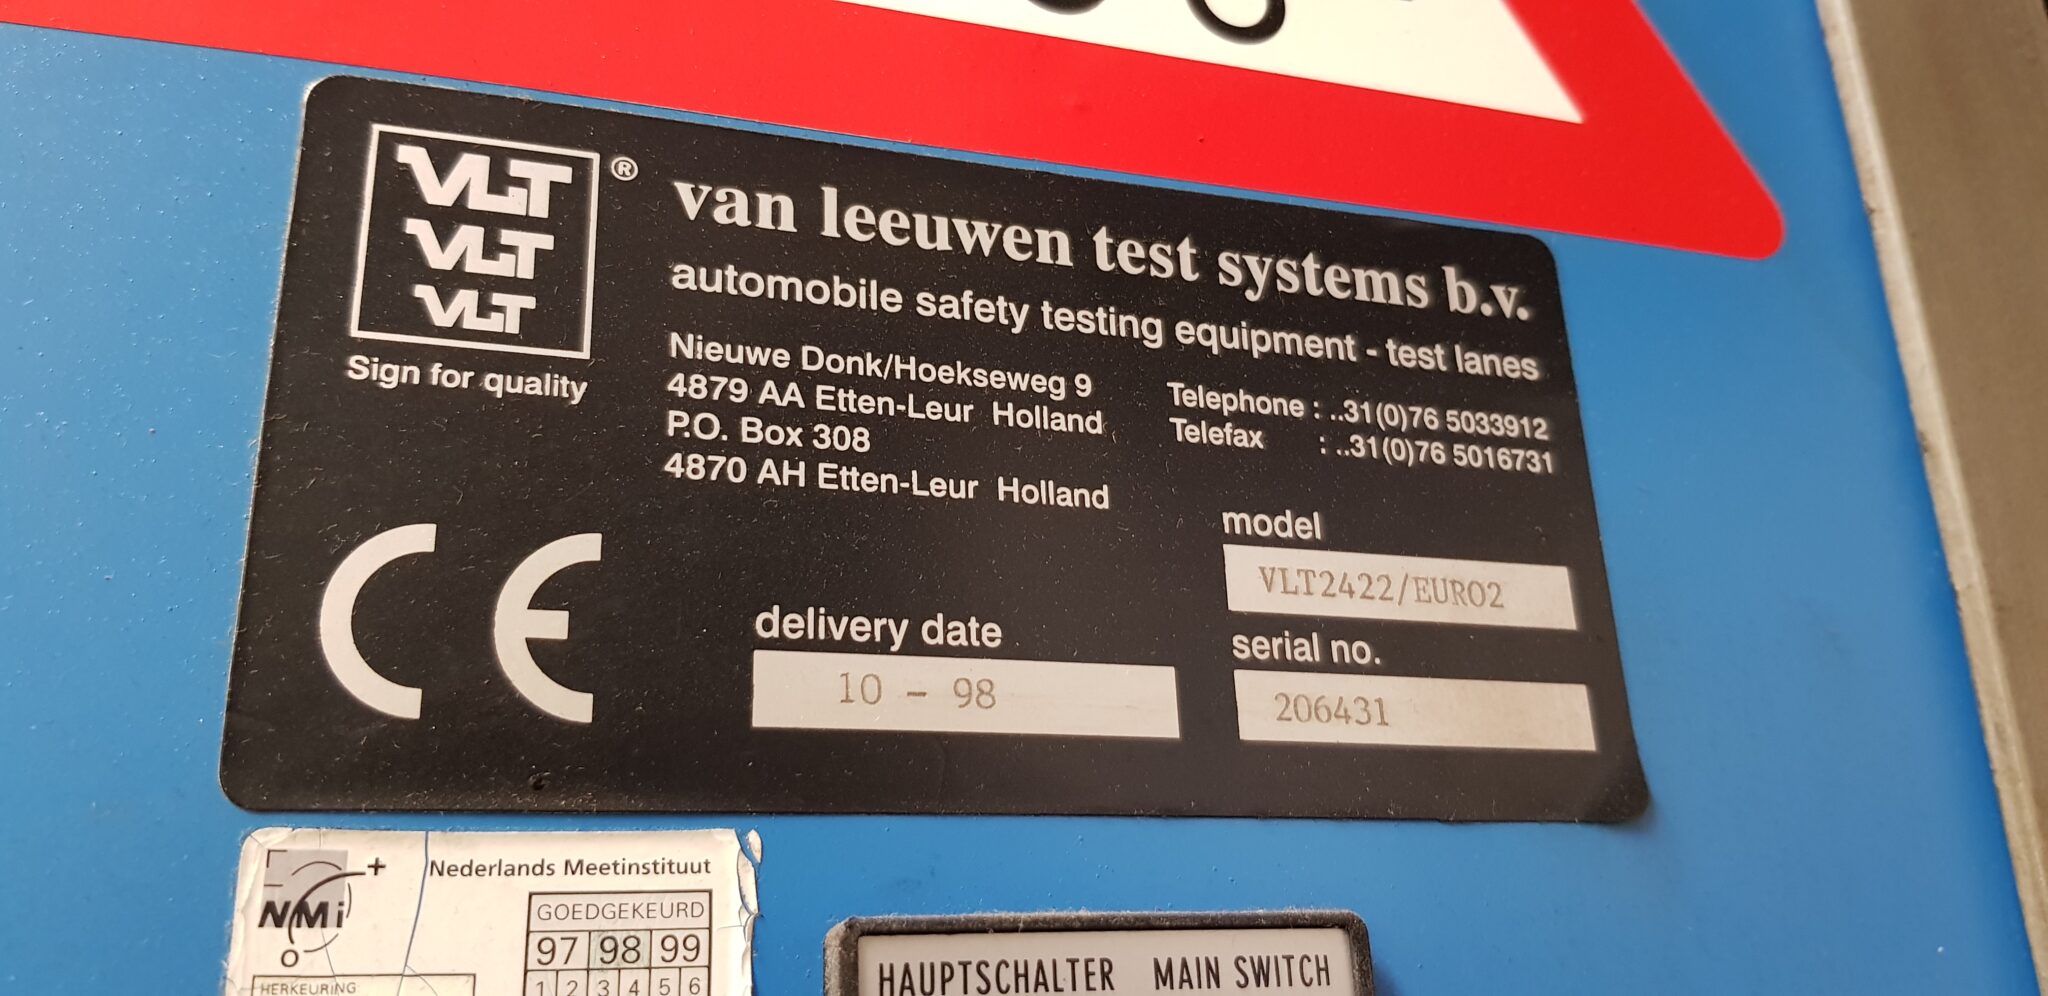 VLT ®
VLT
VLT
Sign for quality
van leeuwen test systems b.v.
automobile safety testing equipment - test lanes
Nieuwe Donk/Hoekseweg 9
4879 AA Etten-Leur Holland
P.O. Box 308
4870 AH Etten-Leur Holland
Telephone : ..31(0)76 5033912
Telefax : ..31(0)76 5016731
CE
delivery date
10 - 98
model
VLT2422/EURO2
serial no.
206431
NMi
Nederlands Meetinstituut
GOEDGEKEURD
97 98 99
1 2 3 4 5 6
HERKEURING
HAUPTSCHALTER MAIN SWITCH